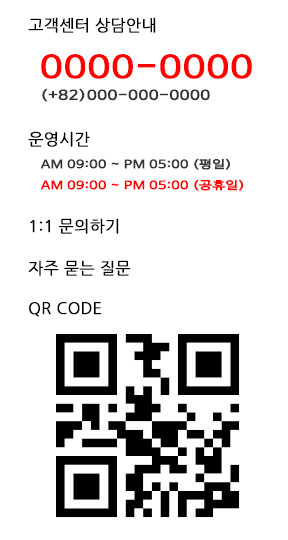 고객센터 상담안내
0000-0000
(+82)000-000-0000
운영시간
AM 09:00 ~ PM 05:00 (평일)
AM 09:00 ~ PM 05:00 (공휴일)
1:1 문의하기
자주 묻는 질문
QR CODE